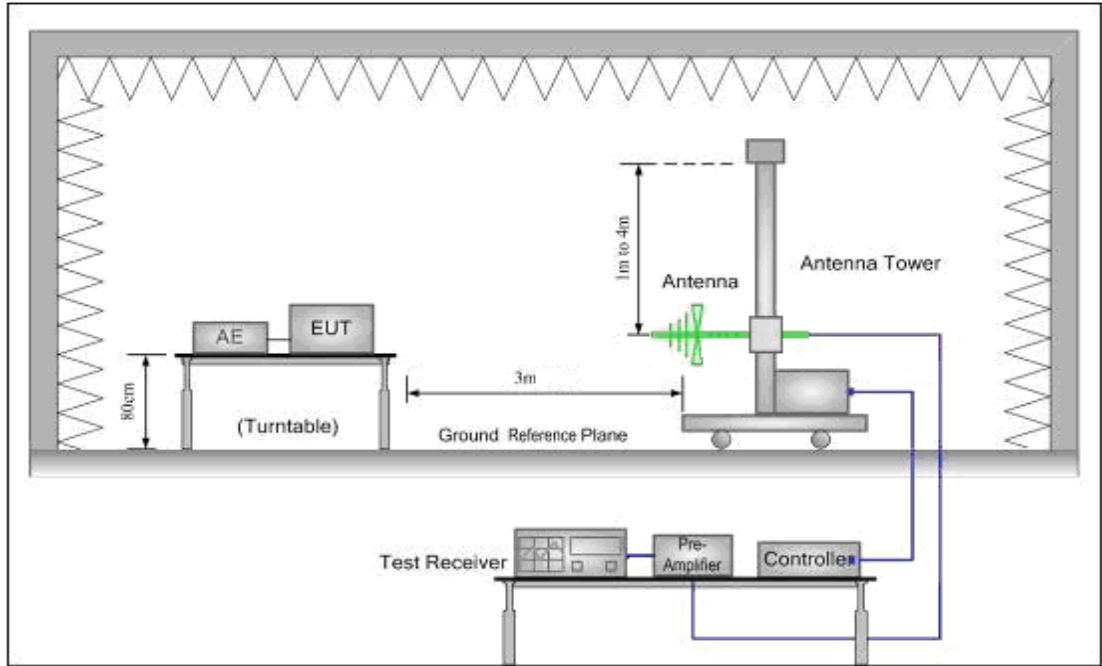 1m to 4m
Antenna
Antenna Tower
AE
EUT
80cm
(Turntable)
3m
Ground Reference Plane
Test Receiver
Pre-
Amplifier
Controller